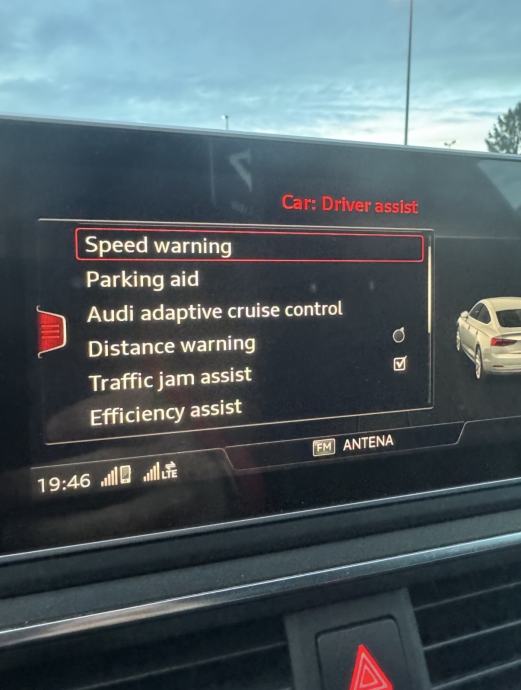 Car: Driver assist
Speed warning
Parking aid
Audi adaptive cruise control
Distance warning
Traffic jam assist
Efficiency assist
FM ANTENA
19:46 LTE